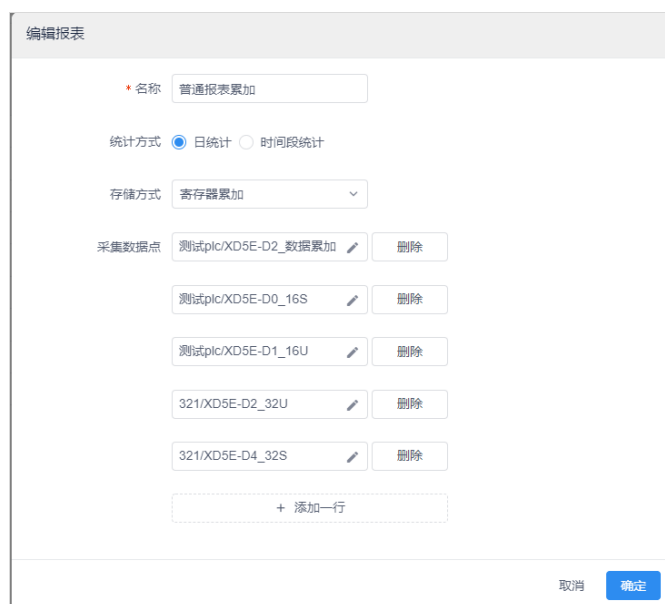 编辑报表
* 名称 普通报表累加
统计方式 日统计 时间段统计
存储方式 寄存器累加
采集数据点 测试plc/XD5E-D2_数据累加 删除
测试plc/XD5E-D0_16S 删除
测试plc/XD5E-D1_16U 删除
321/XD5E-D2_32U 删除
321/XD5E-D4_32S 删除
+ 添加一行
取消 确定